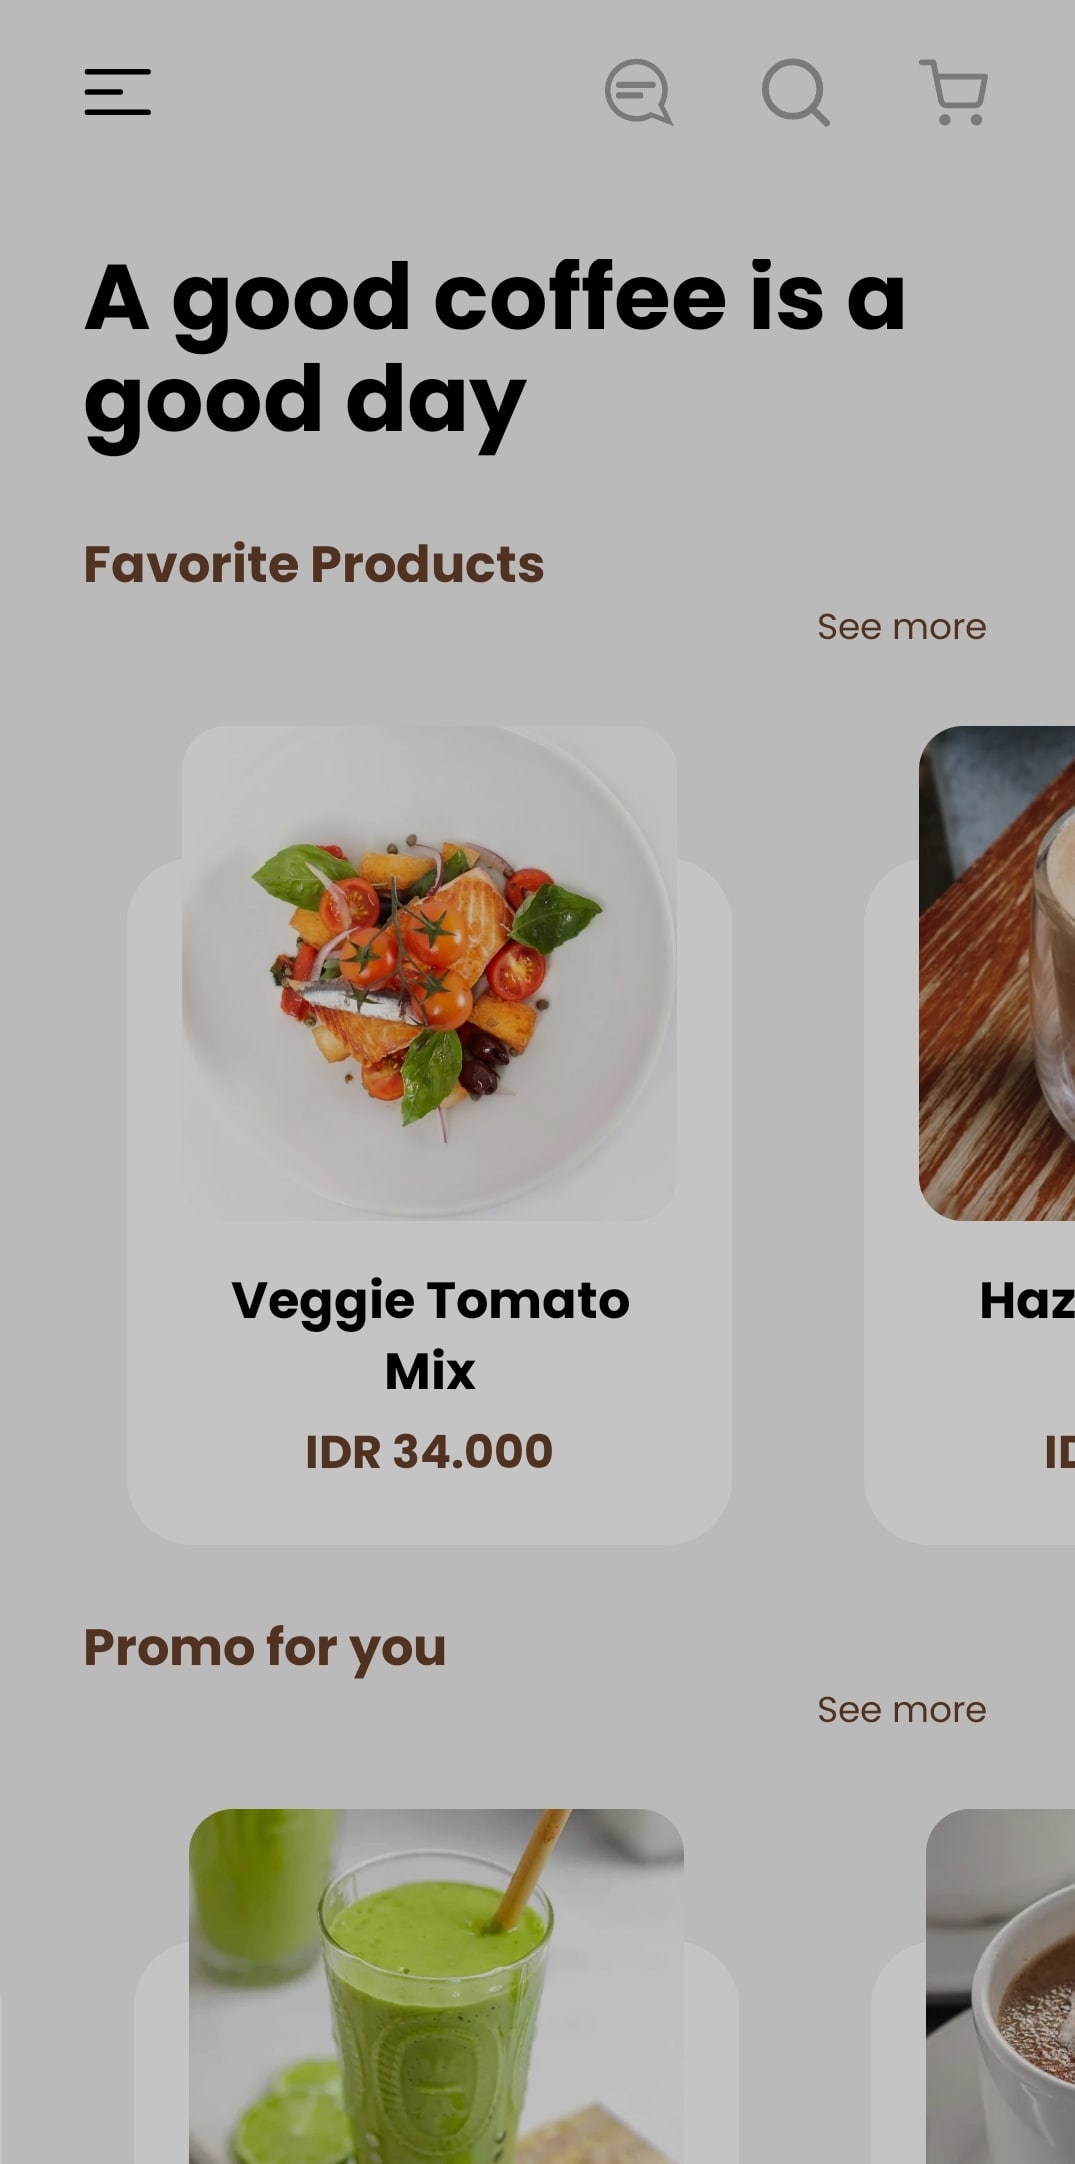 A good coffee is a
good day
Favorite Products
See more
Veggie Tomato
Mix
IDR 34.000
Haz
Promo for you
See more